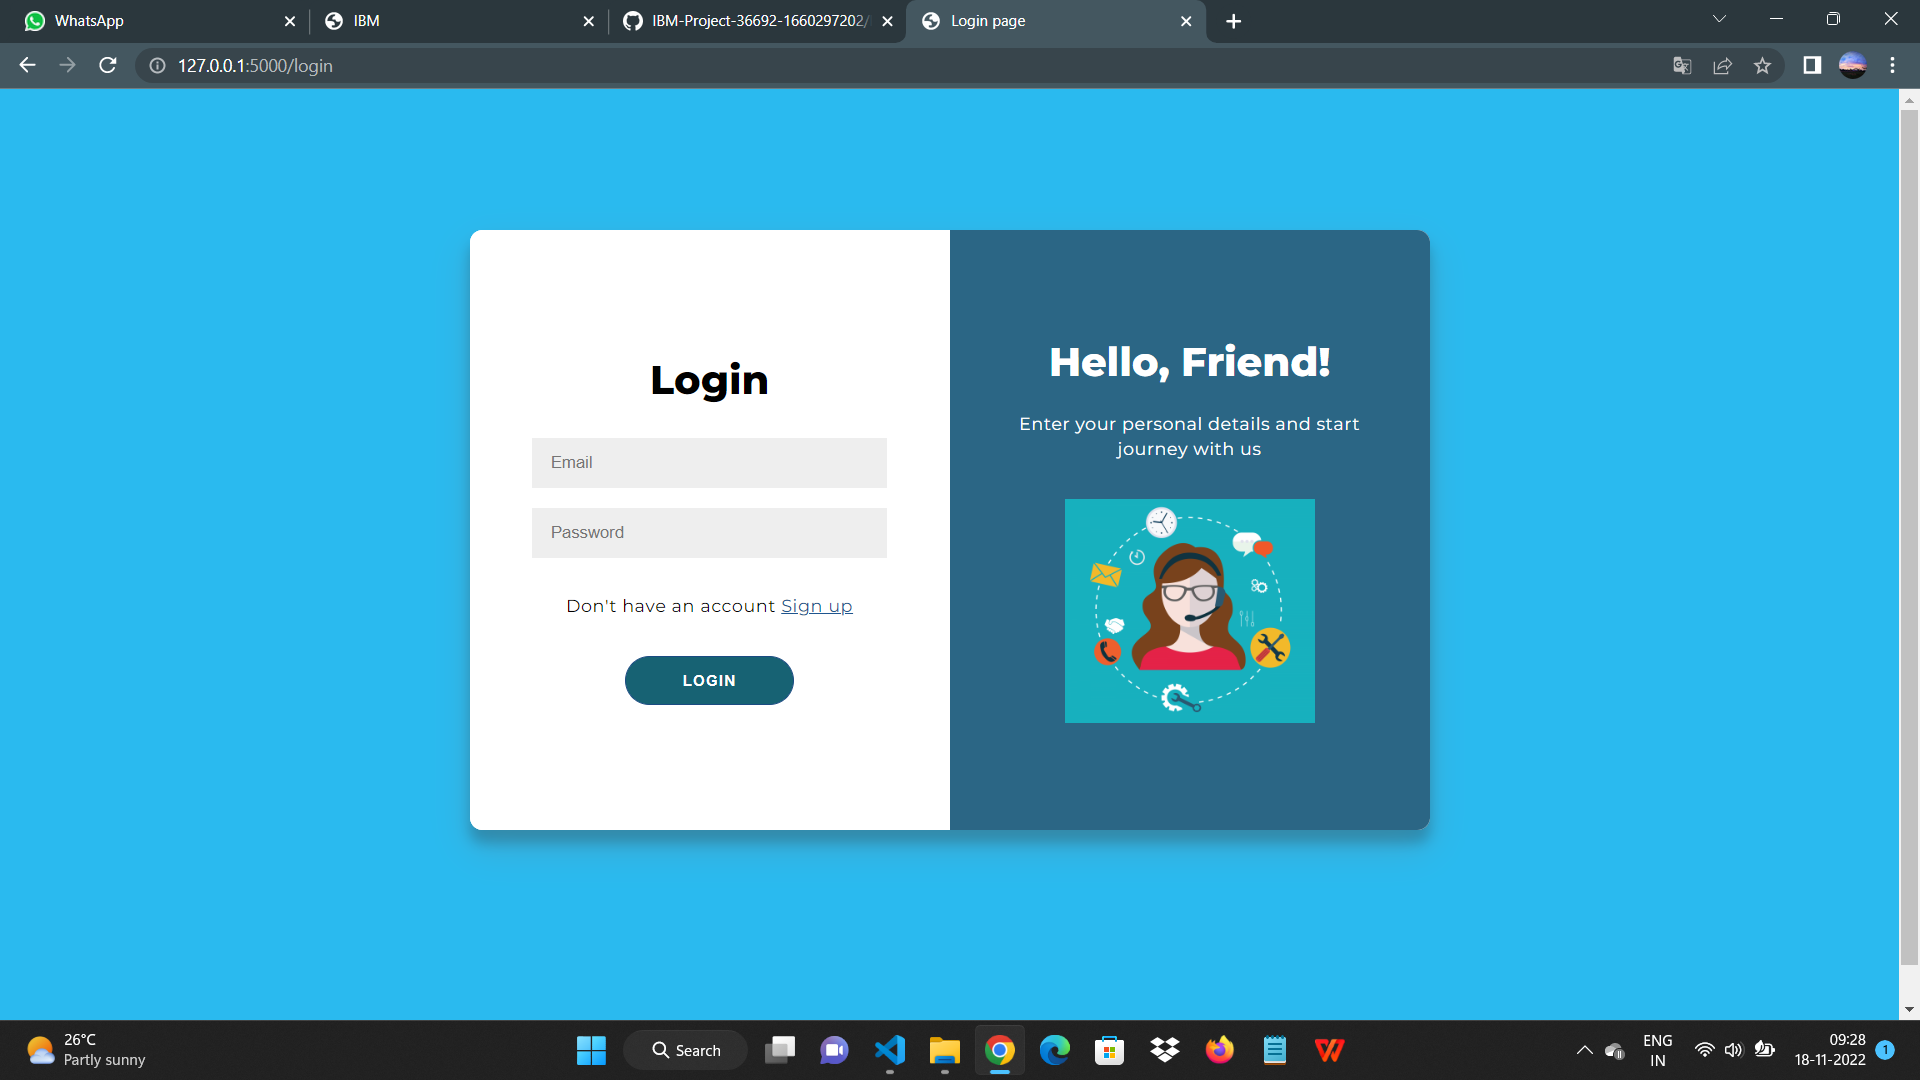 WhatsApp
IBM
IBM-Project-36692-1660297202/
Login page
127.0.0.1:5000/login
Login
Email
Password
Don't have an account Sign up
LOGIN
Hello, Friend!
Enter your personal details and start
journey with us
26°C
Partly sunny
Search
ENG
IN
09:28
18-11-2022
1